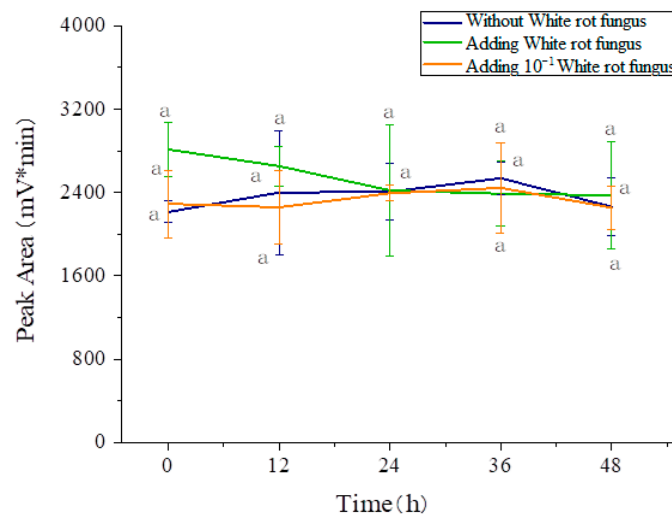 Without White rot fungus
Adding White rot fungus
Adding 10⁻¹ White rot fungus
4000
3200
2400
1600
800
0
Peak Area (mV*min)
a
a
a
a
a
a
a
a
a
a
a
a
a
a
0
12
24
36
48
Time(h)